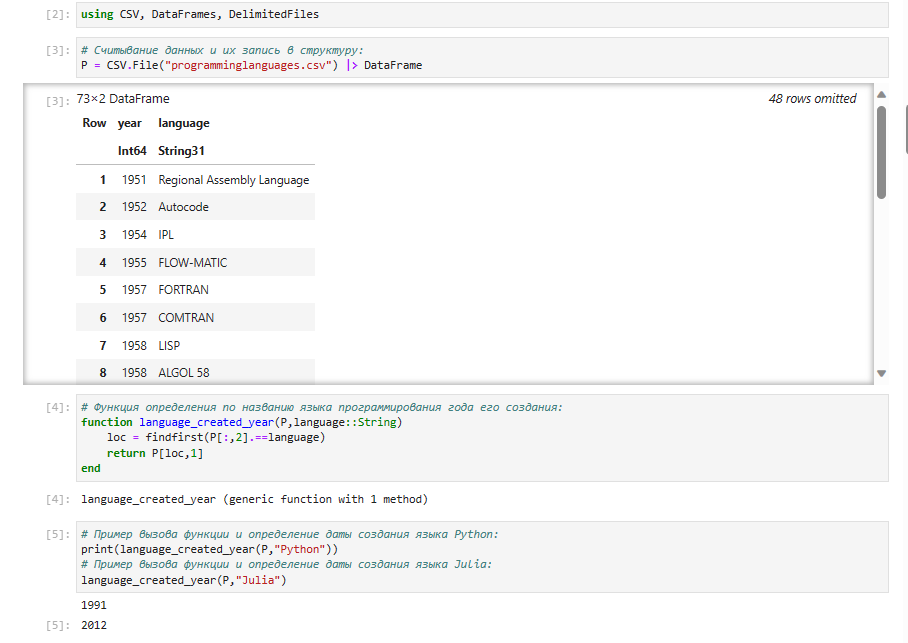 [2]: using CSV, DataFrames, DelimitedFiles
[3]: # Считывание данных и их запись в структуру:
P = CSV.File("programminglanguages.csv") |> DataFrame
[3]: 73×2 DataFrame 48 rows omitted
Row year language
Int64 String31
1 1951 Regional Assembly Language
2 1952 Autocode
3 1954 IPL
4 1955 FLOW-MATIC
5 1957 FORTRAN
6 1957 COMTRAN
7 1958 LISP
8 1958 ALGOL 58
[4]: # Функция определения по названию языка программирования года его создания:
function language_created_year(P,language::String)
loc = findfirst(P[:,2].==language)
return P[loc,1]
end
[4]: language_created_year (generic function with 1 method)
[5]: # Пример вызова функции и определение даты создания языка Python:
print(language_created_year(P,"Python"))
# Пример вызова функции и определение даты создания языка Julia:
language_created_year(P,"Julia")
1991
[5]: 2012